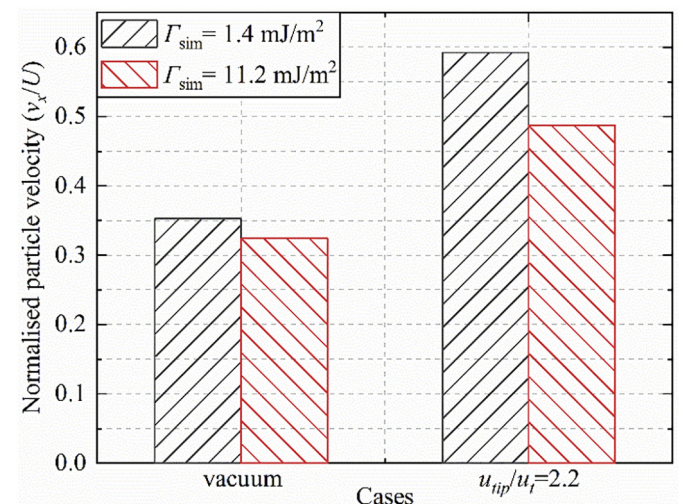 Γsim= 1.4 mJ/m²
Γsim= 11.2 mJ/m²
Normalised particle velocity (vx/U)
0.6
0.5
0.4
0.3
0.2
0.1
0.0
vacuum
utip/ut=2.2
Cases